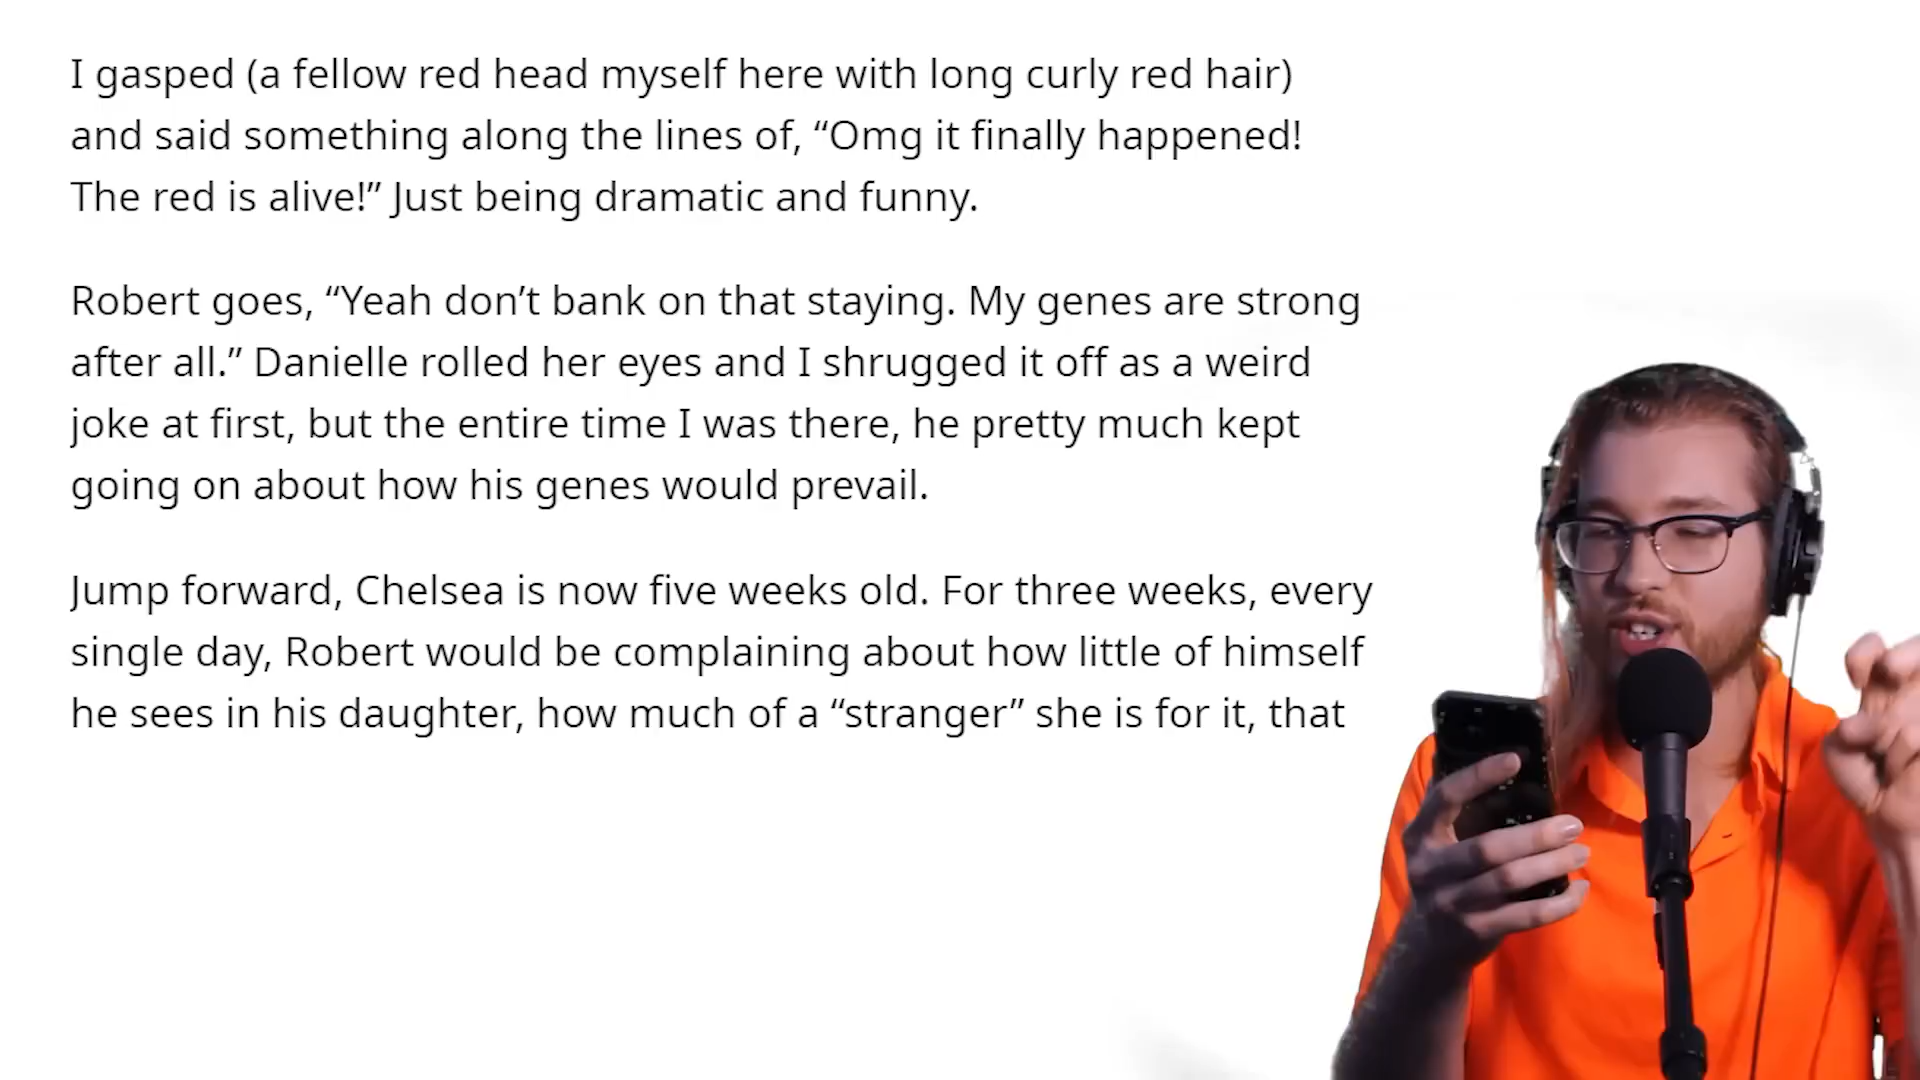 I gasped (a fellow red head myself here with long curly red hair)
and said something along the lines of, “Omg it finally happened!
The red is alive!” Just being dramatic and funny.
Robert goes, “Yeah don’t bank on that staying. My genes are strong
after all.” Danielle rolled her eyes and I shrugged it off as a weird
joke at first, but the entire time I was there, he pretty much kept
going on about how his genes would prevail.
Jump forward, Chelsea is now five weeks old. For three weeks, every
single day, Robert would be complaining about how little of himself
he sees in his daughter, how much of a “stranger” she is for it, that